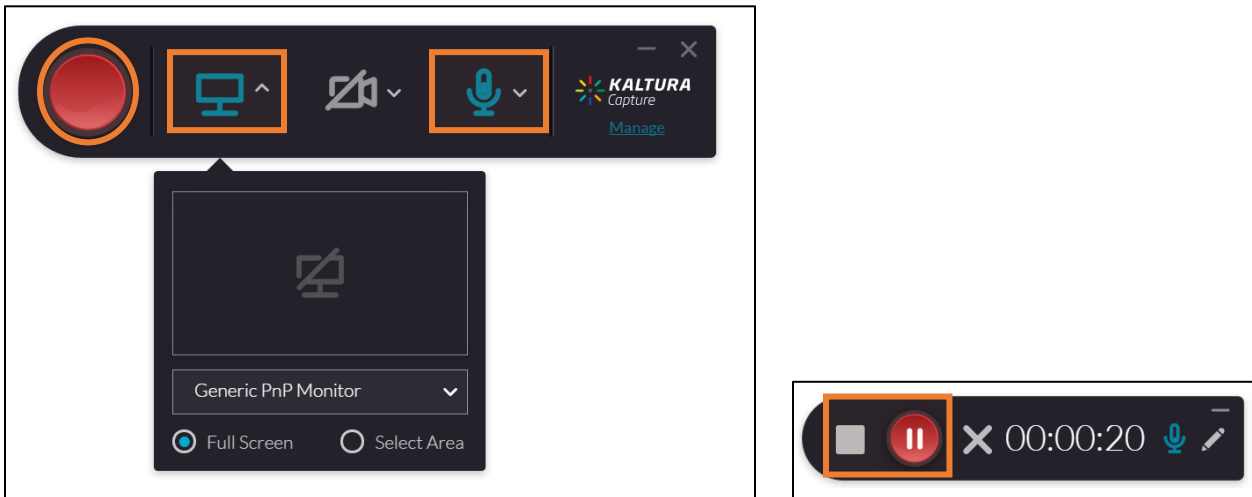 KALTURA
Capture
Manage
Generic PnP Monitor
Full Screen
Select Area
00:00:20